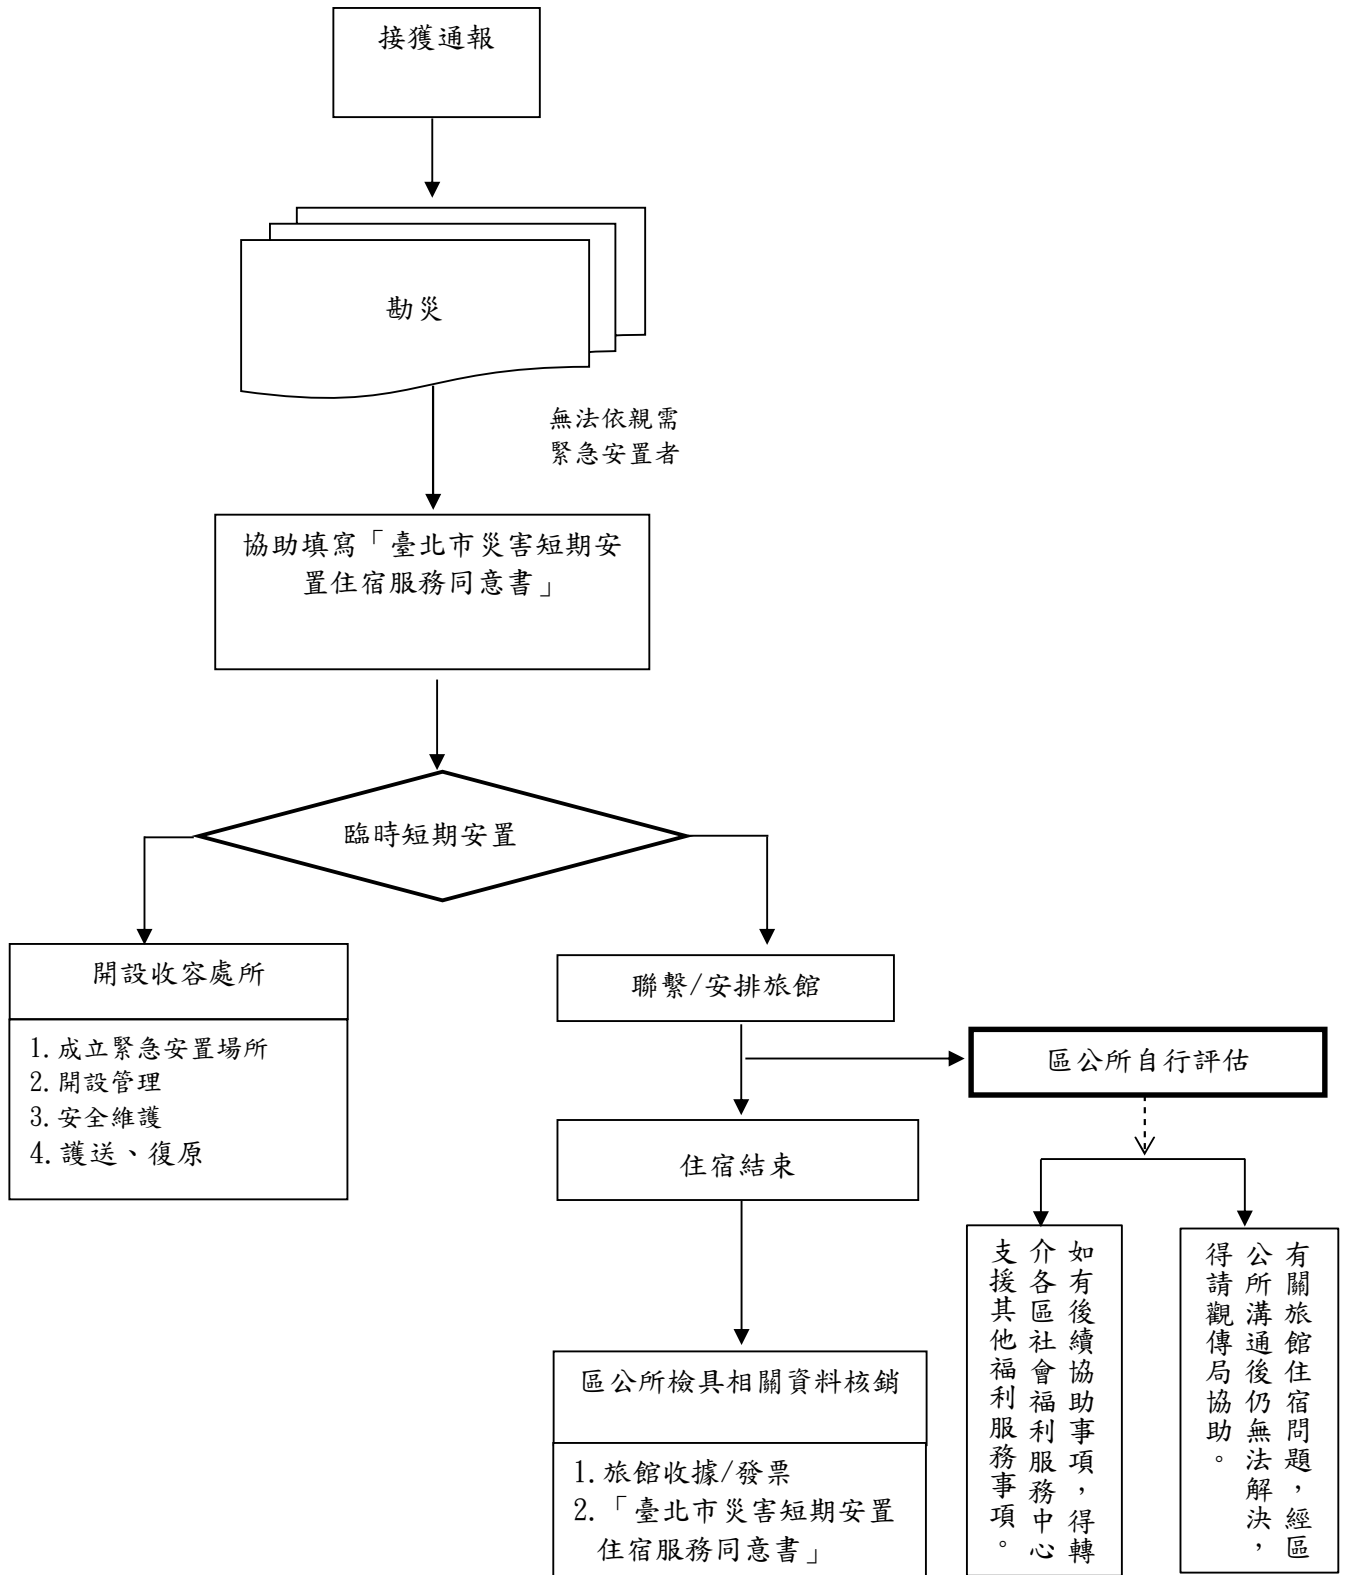 接獲通報
勘災
無法依親需
緊急安置者
協助填寫「臺北市災害短期安
置住宿服務同意書」
臨時短期安置
開設收容處所
1.成立緊急安置場所
2.開設管理
3.安全維護
4.護送、復原
聯繫/安排旅館
區公所自行評估
住宿結束
如有後續協助事項，得轉
介各區社會福利服務中心
支援其他福利服務事項。
有關旅館住宿問題，經區
公所溝通後仍無法解決，
得請觀傳局協助。
區公所檢具相關資料核銷
1.旅館收據/發票
2.「臺北市災害短期安置
住宿服務同意書」